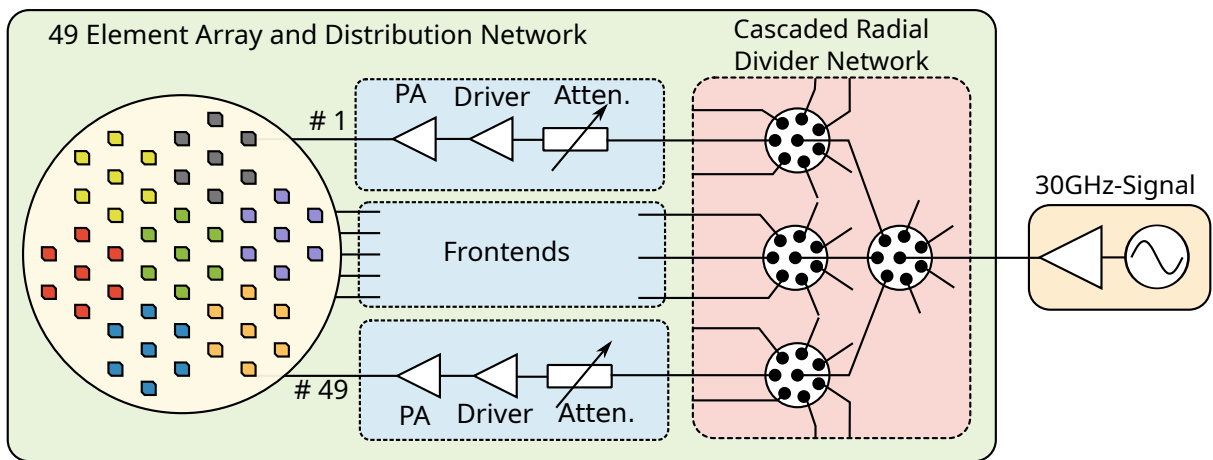 49 Element Array and Distribution Network
Cascaded Radial
Divider Network
PA
Driver
Atten.
# 1
30GHz-Signal
Frontends
# 49
PA
Driver
Atten.